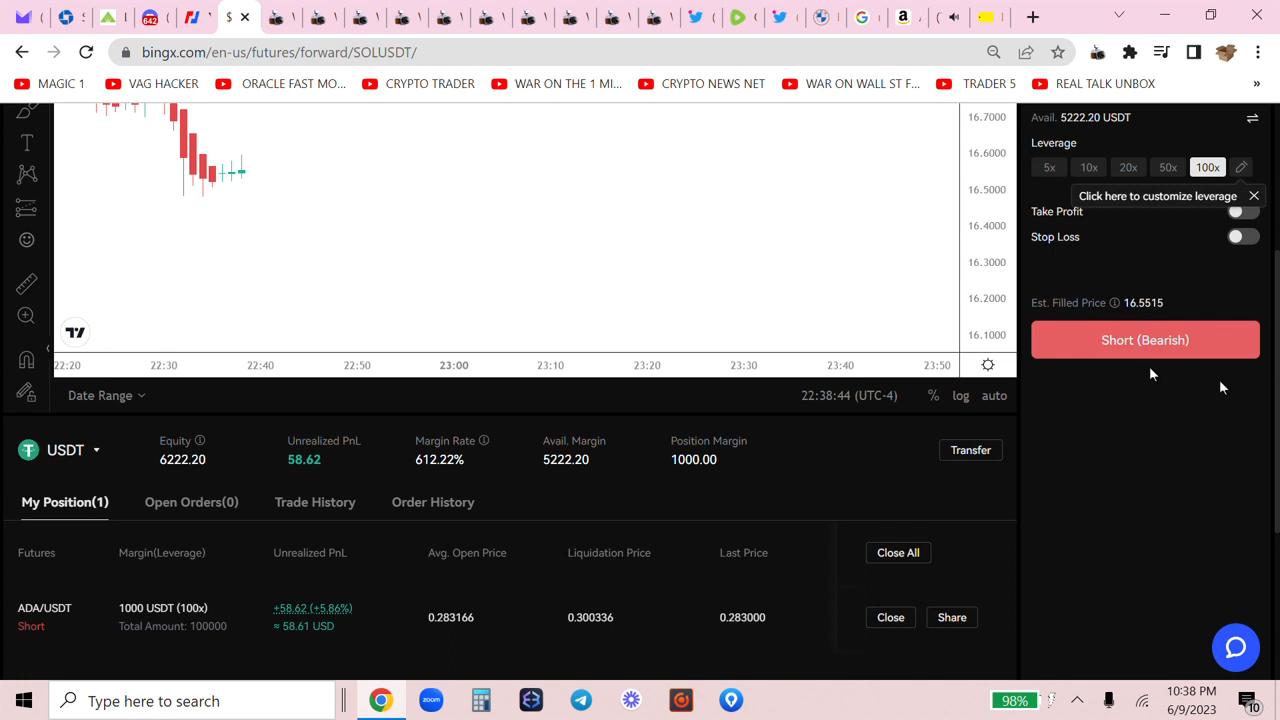 642
$
bingx.com/en-us/futures/forward/SOLUSDT/
MAGIC 1
VAG HACKER
ORACLE FAST MO...
CRYPTO TRADER
WAR ON THE 1 MI...
CRYPTO NEWS NET
WAR ON WALL ST F...
TRADER 5
REAL TALK UNBOX
»
16.7000
16.6000
16.5000
16.4000
16.3000
16.2000
16.1000
22:20
22:30
22:40
22:50
23:00
23:10
23:20
23:30
23:40
23:50
Date Range
22:38:44 (UTC-4)
%
log
auto
Avail. 5222.20 USDT
Leverage
5x
10x
20x
50x
100x
Click here to customize leverage
Take Profit
Stop Loss
Est. Filled Price 16.5515
Short (Bearish)
USDT
Equity
6222.20
Unrealized PnL
58.62
Margin Rate
612.22%
Avail. Margin
5222.20
Position Margin
1000.00
Transfer
My Position(1)
Open Orders(0)
Trade History
Order History
Futures
Margin(Leverage)
Unrealized PnL
Avg. Open Price
Liquidation Price
Last Price
Close All
ADA/USDT
Short
1000 USDT (100x)
Total Amount: 100000
+58.62 (+5.86%)
≈ 58.61 USD
0.283166
0.300336
0.283000
Close
Share
Type here to search
zoom
98%
10:38 PM
6/9/2023
10